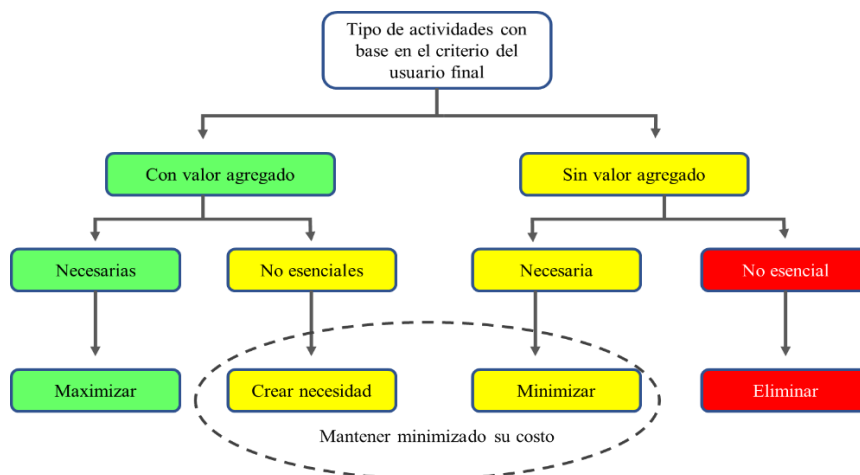 Tipo de actividades con
base en el criterio del
usuario final
Con valor agregado
Sin valor agregado
Necesarias
No esenciales
Necesaria
No esencial
Maximizar
Crear necesidad
Minimizar
Eliminar
Mantener minimizado su costo